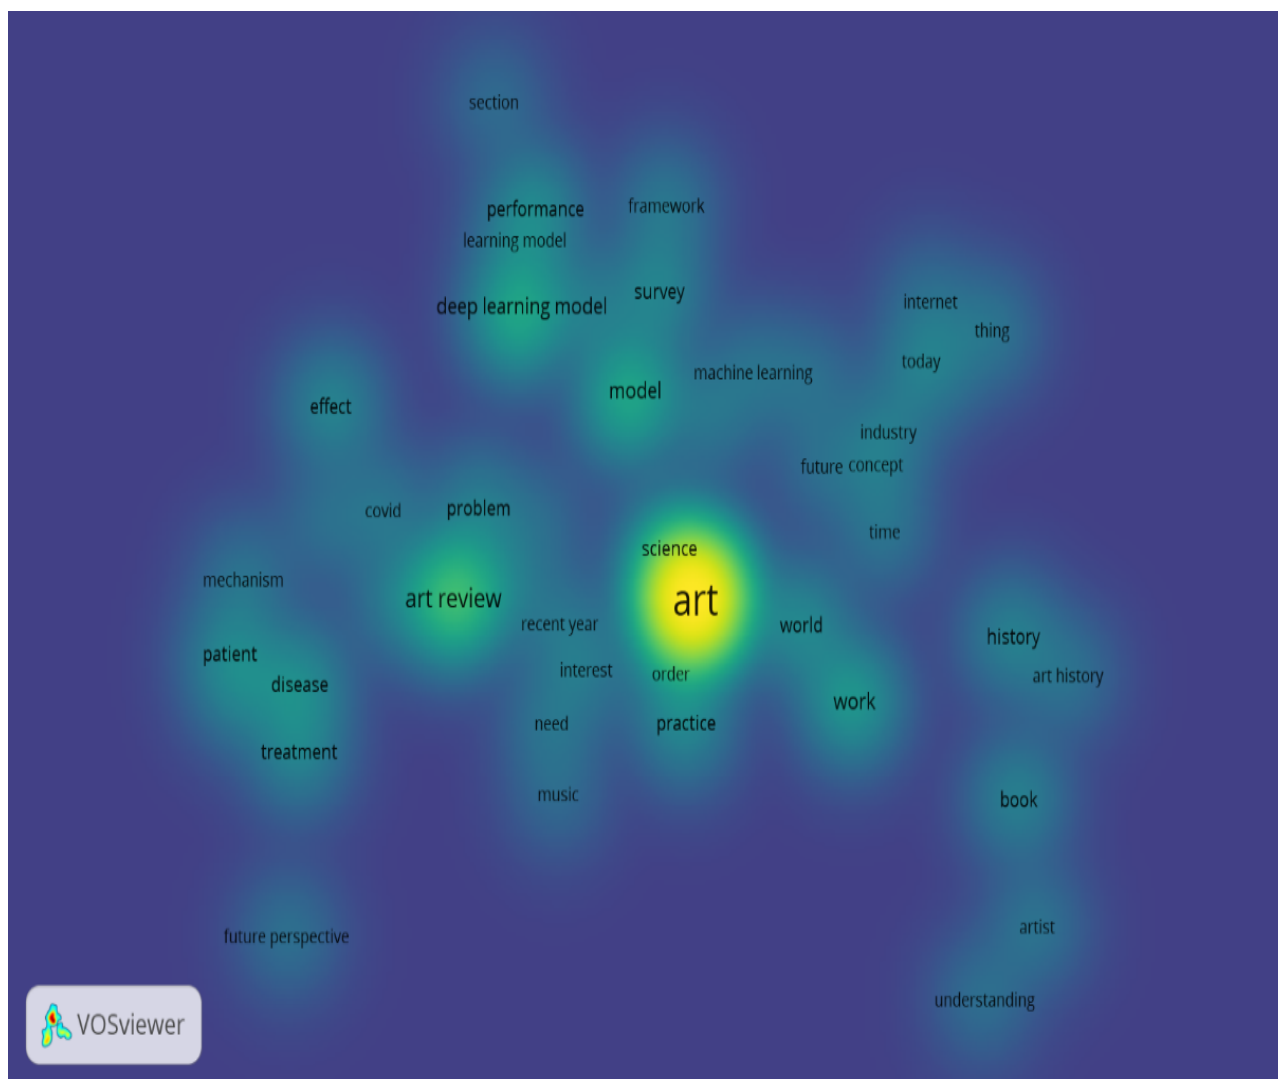 section
performance
framework
learning model
survey
deep learning model
internet
thing
today
machine learning
model
effect
industry
future
concept
covid
problem
time
science
mechanism
art review
art
recent year
world
history
patient
interest
order
art history
disease
work
need
practice
treatment
music
book
artist
future perspective
understanding
VOSviewer